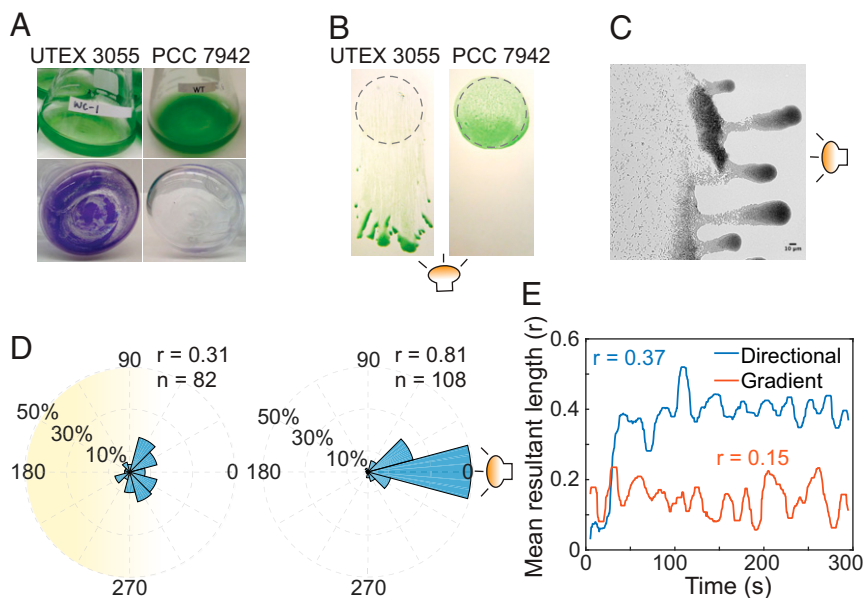 A
UTEX 3055 PCC 7942
WC-1
WT
B
UTEX 3055 PCC 7942
C
10 µm
D
90
r = 0.31
n = 82
50%
30%
10%
180
0
270
90
r = 0.81
n = 108
50%
30%
10%
180
0
270
E
Mean resultant length (r)
0.6
0.4
0.2
0
r = 0.37
Directional
Gradient
r = 0.15
0 100 200 300
Time (s)